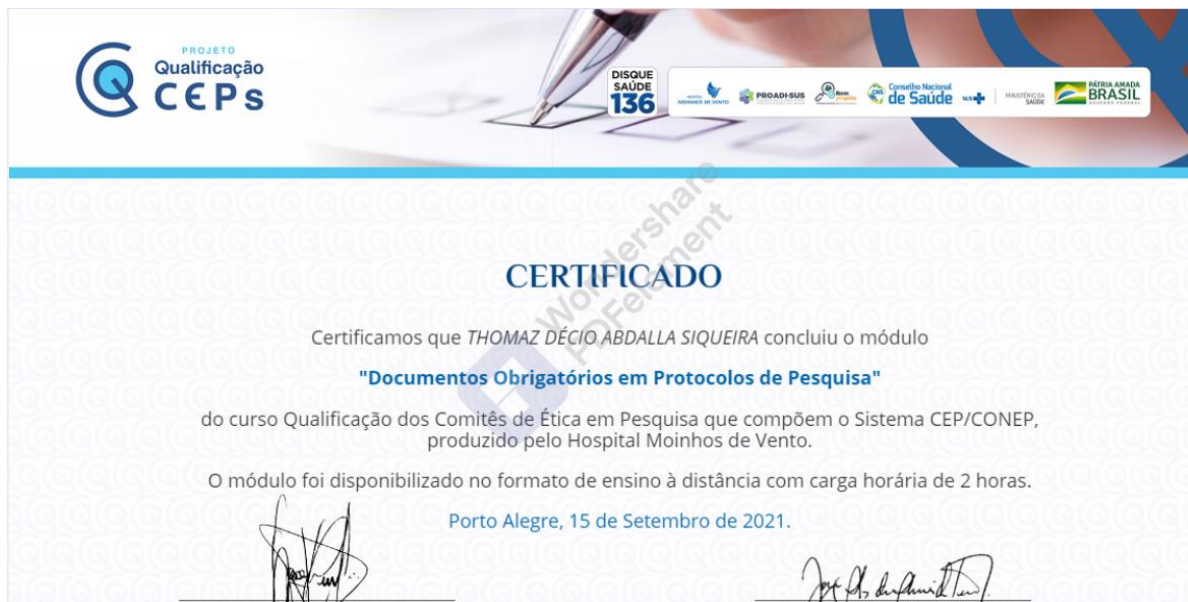 PROJETO
Qualificação
CEPs
DISQUE
SAÚDE
136
HOSPITAL
MOINHOS DE VENTO
PROADI-SUS
Conselho Nacional
de Saúde
SUS
MINISTÉRIO DA
SAÚDE
PÁTRIA AMADA
BRASIL
GOVERNO FEDERAL
Wondershare
PDFelement
CERTIFICADO
Certificamos que THOMAZ DÉCIO ABDALLA SIQUEIRA concluiu o módulo
"Documentos Obrigatórios em Protocolos de Pesquisa"
do curso Qualificação dos Comitês de Ética em Pesquisa que compõem o Sistema CEP/CONEP,
produzido pelo Hospital Moinhos de Vento.
O módulo foi disponibilizado no formato de ensino à distância com carga horária de 2 horas.
Porto Alegre, 15 de Setembro de 2021.